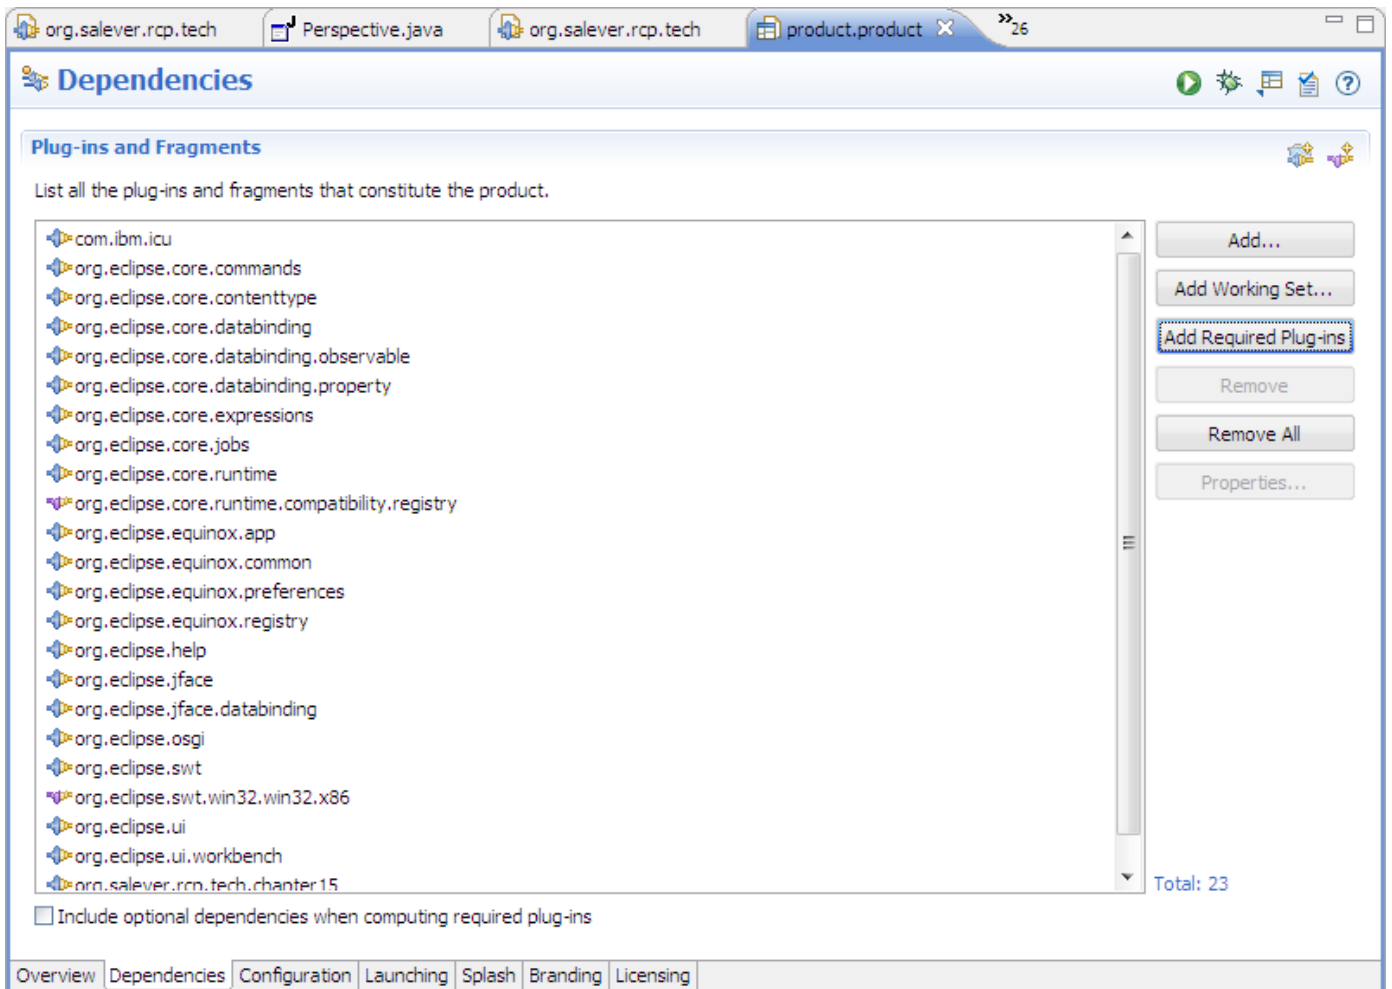 org.salever.rcp.tech Perspective.java org.salever.rcp.tech product.product »26
Dependencies
Plug-ins and Fragments
List all the plug-ins and fragments that constitute the product.
com.ibm.icu
org.eclipse.core.commands
org.eclipse.core.contenttype
org.eclipse.core.databinding
org.eclipse.core.databinding.observable
org.eclipse.core.databinding.property
org.eclipse.core.expressions
org.eclipse.core.jobs
org.eclipse.core.runtime
org.eclipse.core.runtime.compatibility.registry
org.eclipse.equinox.app
org.eclipse.equinox.common
org.eclipse.equinox.preferences
org.eclipse.equinox.registry
org.eclipse.help
org.eclipse.jface
org.eclipse.jface.databinding
org.eclipse.osgi
org.eclipse.swt
org.eclipse.swt.win32.win32.x86
org.eclipse.ui
org.eclipse.ui.workbench
org.salever.rcp.tech.chapter15
Add...
Add Working Set...
Add Required Plug-ins
Remove
Remove All
Properties...
Total: 23
Include optional dependencies when computing required plug-ins
Overview Dependencies Configuration Launching Splash Branding Licensing